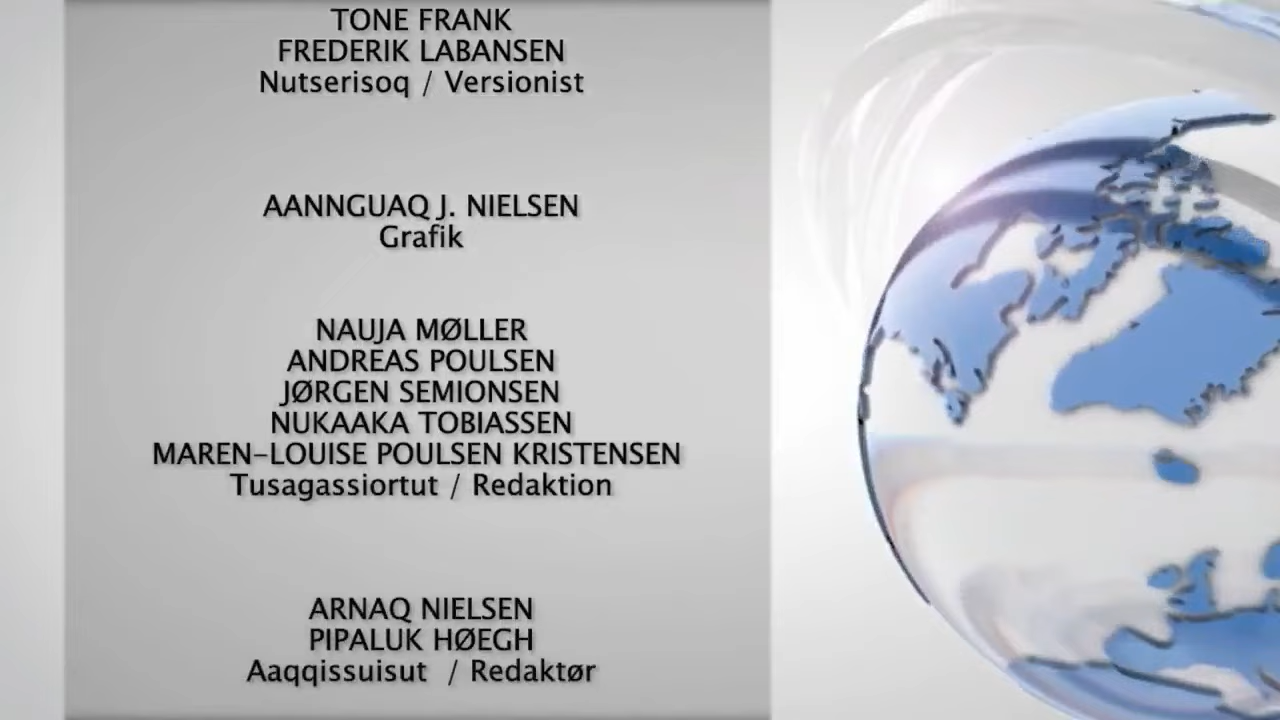 TONE FRANK
FREDERIK LABANSEN
Nutserisoq / Versionist
AANNGUAQ J. NIELSEN
Grafik
NAUJA MØLLER
ANDREAS POULSEN
JØRGEN SEMIONSEN
NUKAAKA TOBIASSEN
MAREN-LOUISE POULSEN KRISTENSEN
Tusagassiortut / Redaktion
ARNAQ NIELSEN
PIPALUK HØEGH
Aaqqissuisut / Redaktør